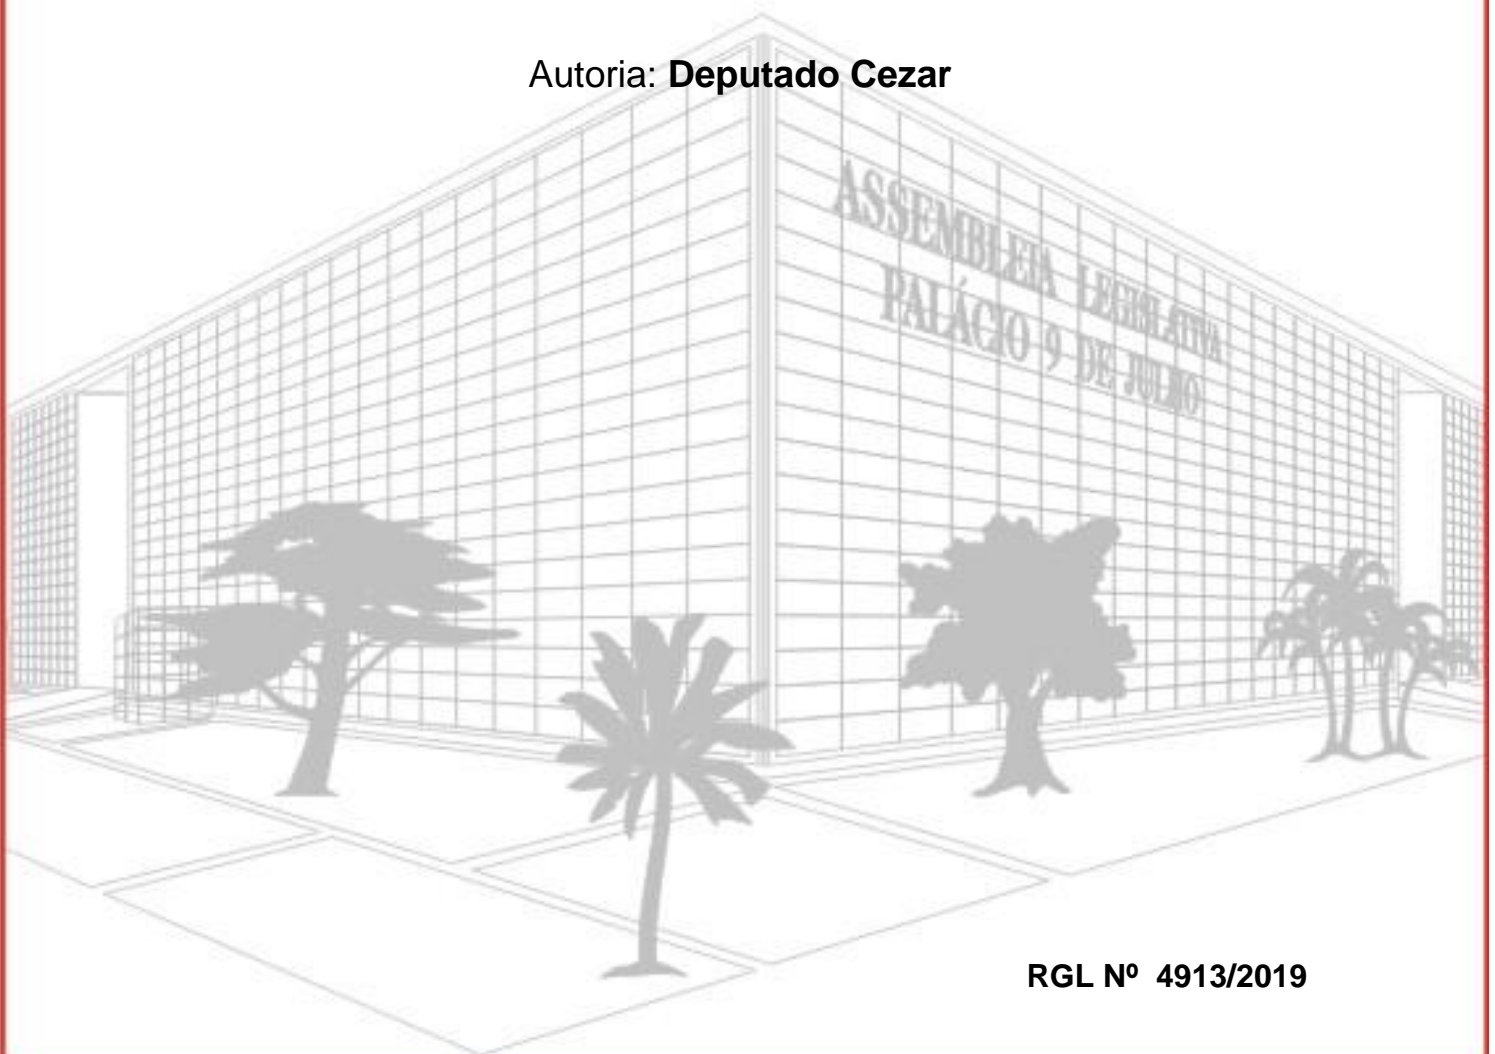 Autoria: Deputado Cezar
ASSEMBLEIA LEGISLATIVA
PALÁCIO 9 DE JULHO
RGL Nº 4913/2019